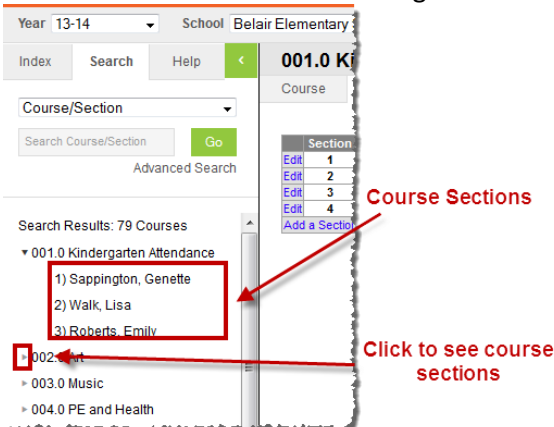 Year 13-14 School Belair Elementary
Index Search Help <
001.0 Ki
Course
Course/Section
Search Course/Section Go
Advanced Search
Section
Edit 1
Edit 2
Edit 3
Edit 4
Add a Section
Course Sections
Search Results: 79 Courses
001.0 Kindergarten Attendance
1) Sappington, Genette
2) Walk, Lisa
3) Roberts, Emily
002.0 Art
003.0 Music
004.0 PE and Health
Click to see course
sections